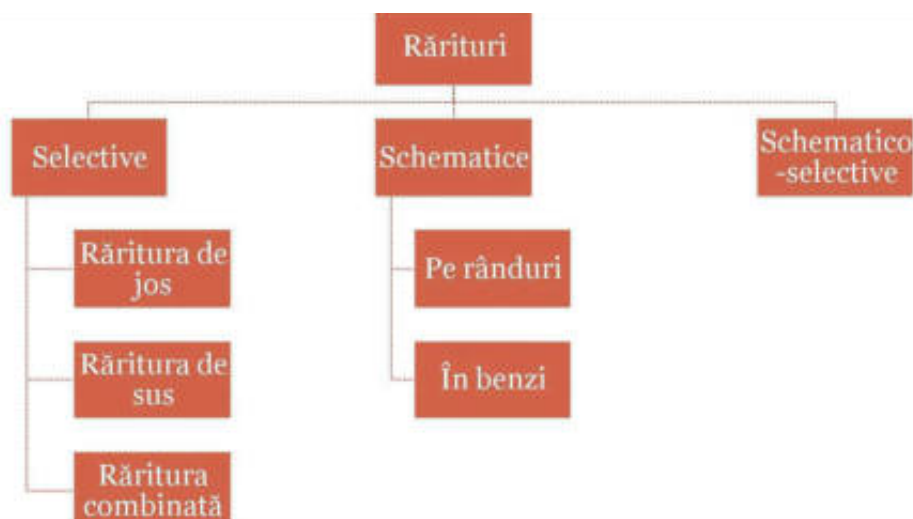 Rărituri
Selective
Schematice
Schematico
-selective
Răritura de
jos
Răritura de
sus
Răritura
combinată
Pe rânduri
În benzi